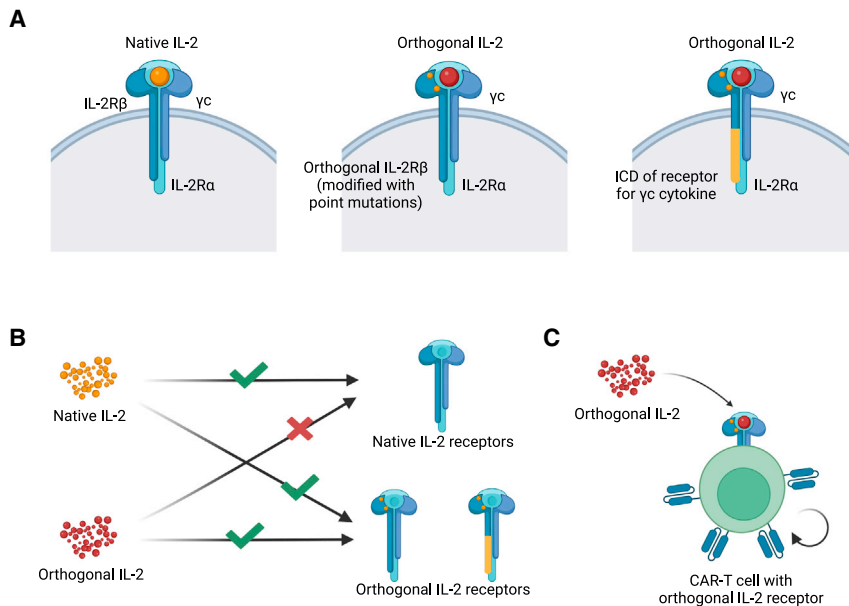 A
Native IL-2
IL-2Rβ
γc
IL-2Rα
Orthogonal IL-2
γc
Orthogonal IL-2Rβ
(modified with
point mutations)
IL-2Rα
Orthogonal IL-2
γc
ICD of receptor
for γc cytokine
IL-2Rα
B
Native IL-2
Orthogonal IL-2
Native IL-2 receptors
Orthogonal IL-2 receptors
C
Orthogonal IL-2
CAR-T cell with
orthogonal IL-2 receptor